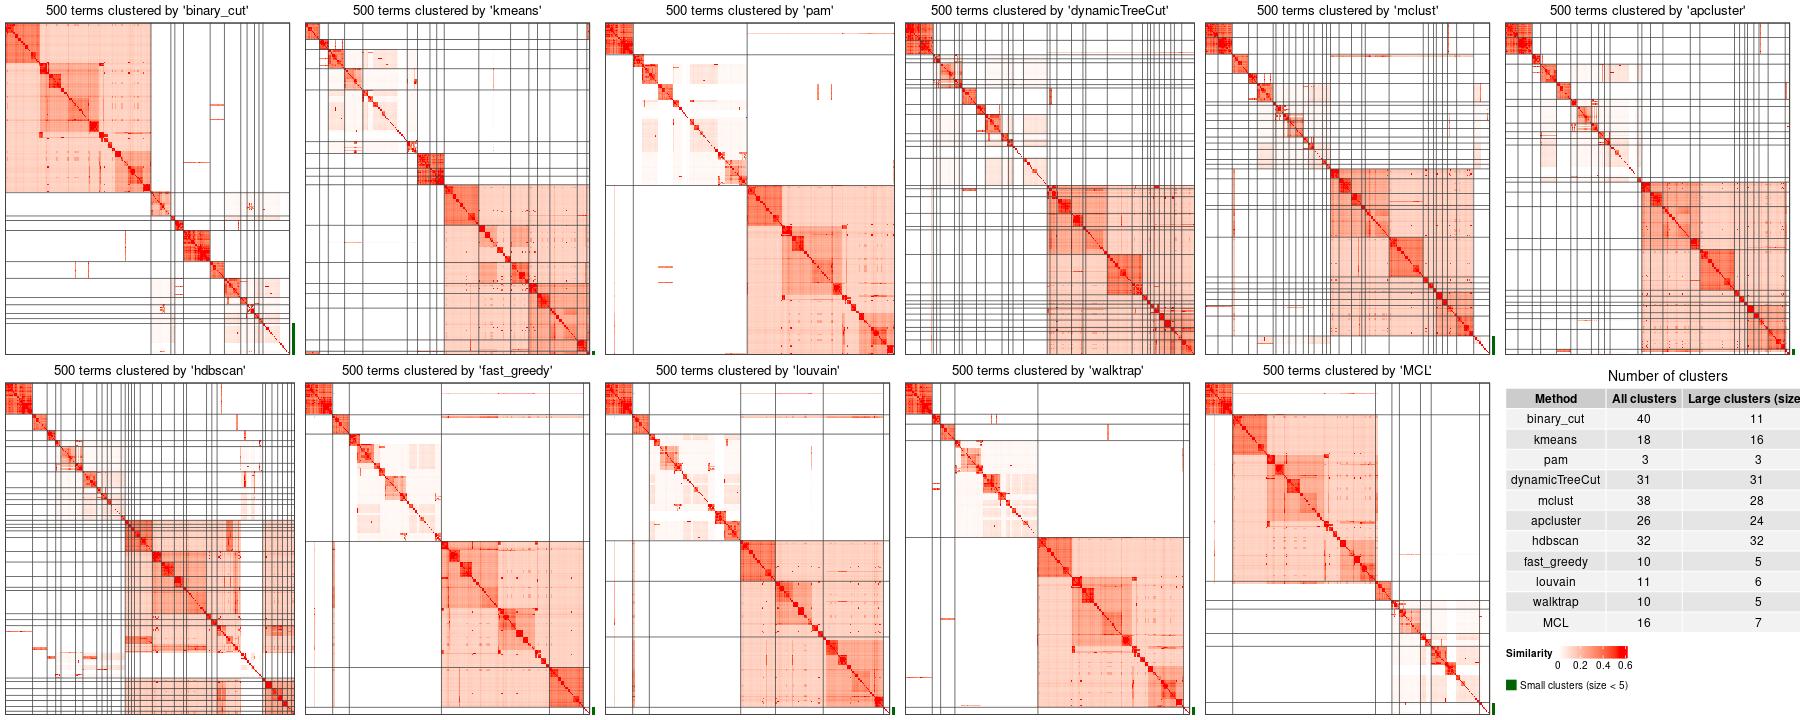 500 terms clustered by 'binary_cut'
500 terms clustered by 'kmeans'
500 terms clustered by 'pam'
500 terms clustered by 'dynamicTreeCut'
500 terms clustered by 'mclust'
500 terms clustered by 'apcluster'
500 terms clustered by 'hdbscan'
500 terms clustered by 'fast_greedy'
500 terms clustered by 'louvain'
500 terms clustered by 'walktrap'
500 terms clustered by 'MCL'
Number of clusters
Method All clusters Large clusters (size
binary_cut 40 11
kmeans 18 16
pam 3 3
dynamicTreeCut 31 31
mclust 38 28
apcluster 26 24
hdbscan 32 32
fast_greedy 10 5
louvain 11 6
walktrap 10 5
MCL 16 7
Similarity
0 0.2 0.4 0.6
Small clusters (size < 5)